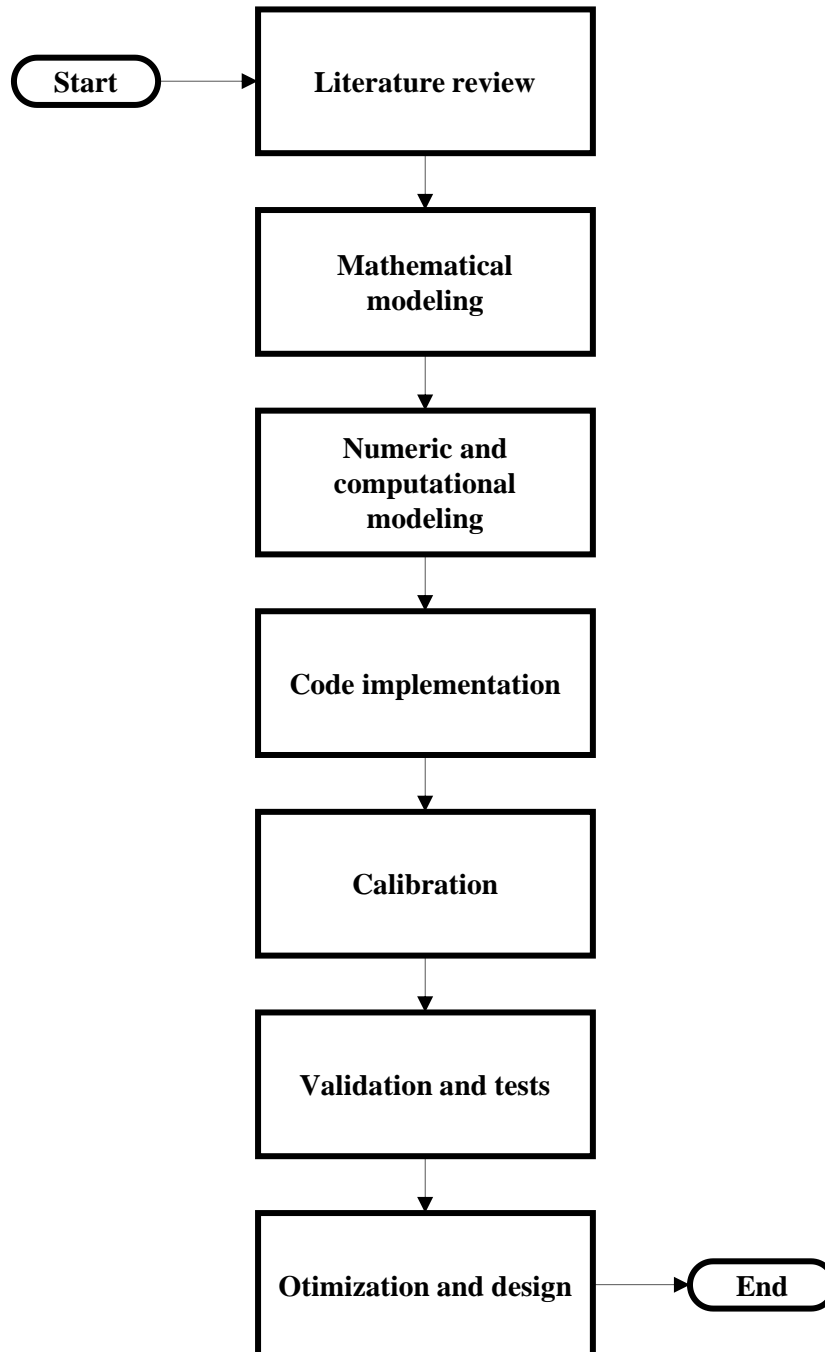 Start
Literature review
Mathematical
modeling
Numeric and
computational
modeling
Code implementation
Calibration
Validation and tests
Otimization and design
End